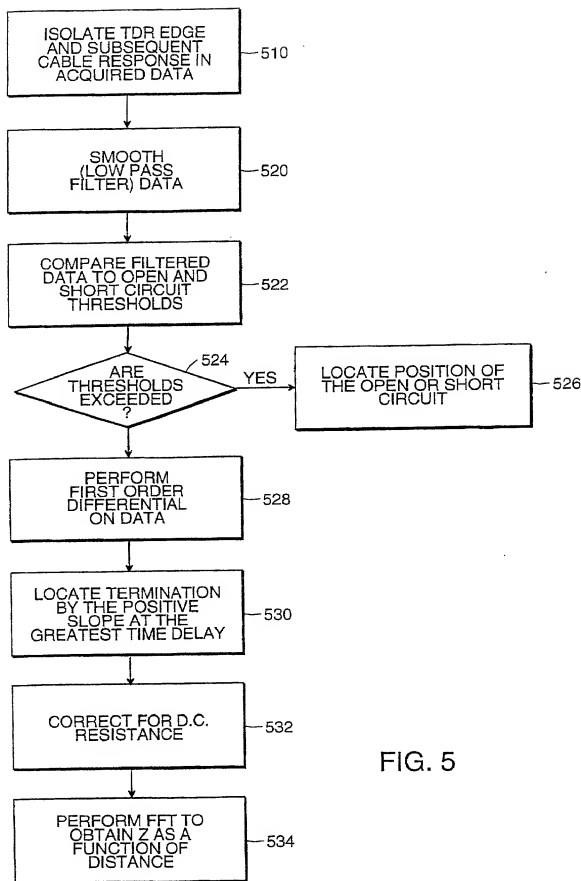 ISOLATE TDR EDGE
AND SUBSEQUENT
CABLE RESPONSE IN
ACQUIRED DATA
510
SMOOTH
(LOW PASS
FILTER) DATA
520
COMPARE FILTERED
DATA TO OPEN AND
SHORT CIRCUIT
THRESHOLDS
522
524
ARE
THRESHOLDS
EXCEEDED
?
YES
LOCATE POSITION OF
THE OPEN OR SHORT
CIRCUIT
526
PERFORM
FIRST ORDER
DIFFERENTIAL
ON DATA
528
LOCATE TERMINATION
BY THE POSITIVE
SLOPE AT THE
GREATEST TIME DELAY
530
CORRECT FOR D.C.
RESISTANCE
532
FIG. 5
PERFORM FFT TO
OBTAIN Z AS A
FUNCTION OF
DISTANCE
534